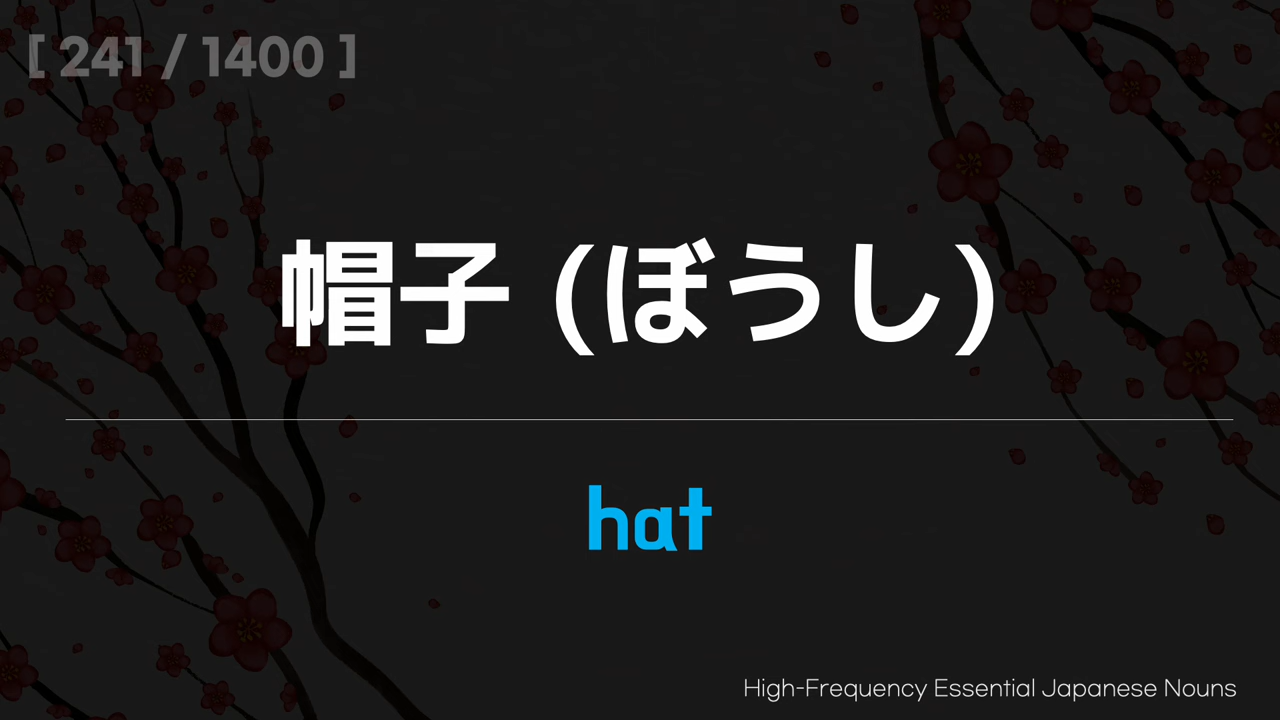 [ 241 / 1400 ]
帽子 (ぼうし)
hat
High-Frequency Essential Japanese Nouns